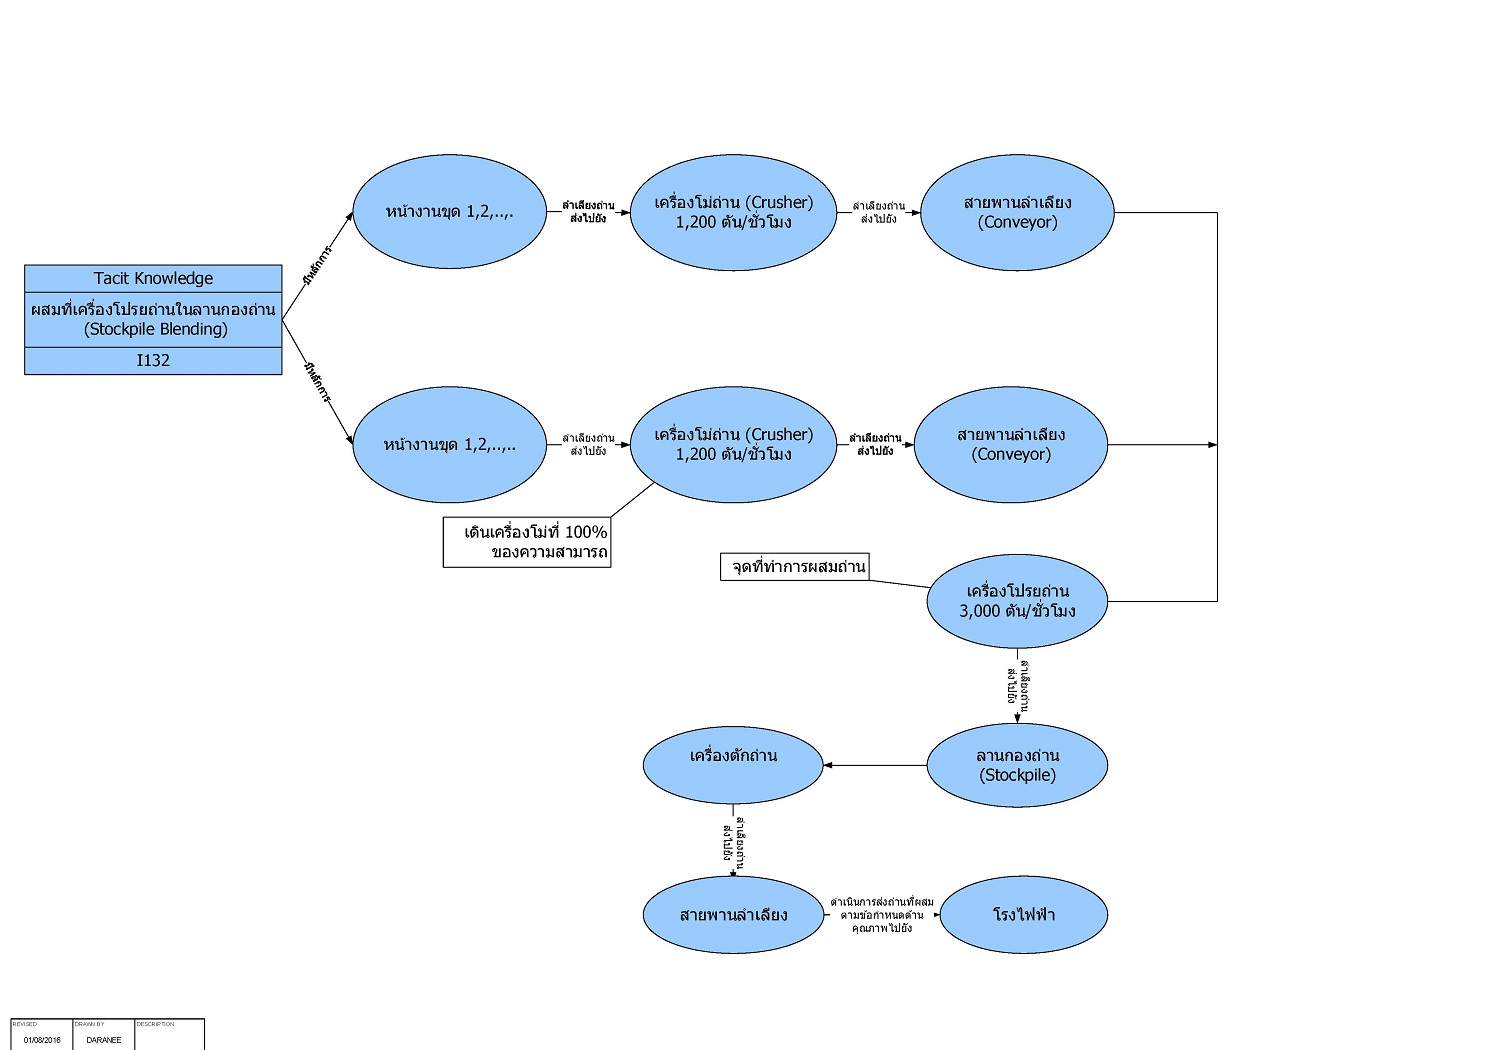 หน้างานขุด 1,2,..,.
ลำเลียงถ่าน
ส่งไปยัง
เครื่องโม่ถ่าน (Crusher)
1,200 ตัน/ชั่วโมง
ลำเลียงถ่าน
ส่งไปยัง
สายพานลำเลียง
(Conveyor)
มีหลักการ
Tacit Knowledge
ผสมที่เครื่องโปรยถ่านในลานกองถ่าน
(Stockpile Blending)
I132
มีหลักการ
หน้างานขุด 1,2,..,..
ลำเลียงถ่าน
ส่งไปยัง
เครื่องโม่ถ่าน (Crusher)
1,200 ตัน/ชั่วโมง
ลำเลียงถ่าน
ส่งไปยัง
สายพานลำเลียง
(Conveyor)
เดินเครื่องโม่ที่ 100%
ของความสามารถ
จุดที่ทำการผสมถ่าน
เครื่องโปรยถ่าน
3,000 ตัน/ชั่วโมง
ลำเลียงถ่าน
ส่งไปยัง
ลานกองถ่าน
(Stockpile)
เครื่องตักถ่าน
ลำเลียงถ่าน
ส่งไปยัง
สายพานลำเลียง
ดำเนินการส่งถ่านที่ผสม
ตามข้อกำหนดด้าน
คุณภาพไปยัง
โรงไฟฟ้า
REVISED
DRAWN BY
DESCRIPTION
01/08/2016
DARANEE